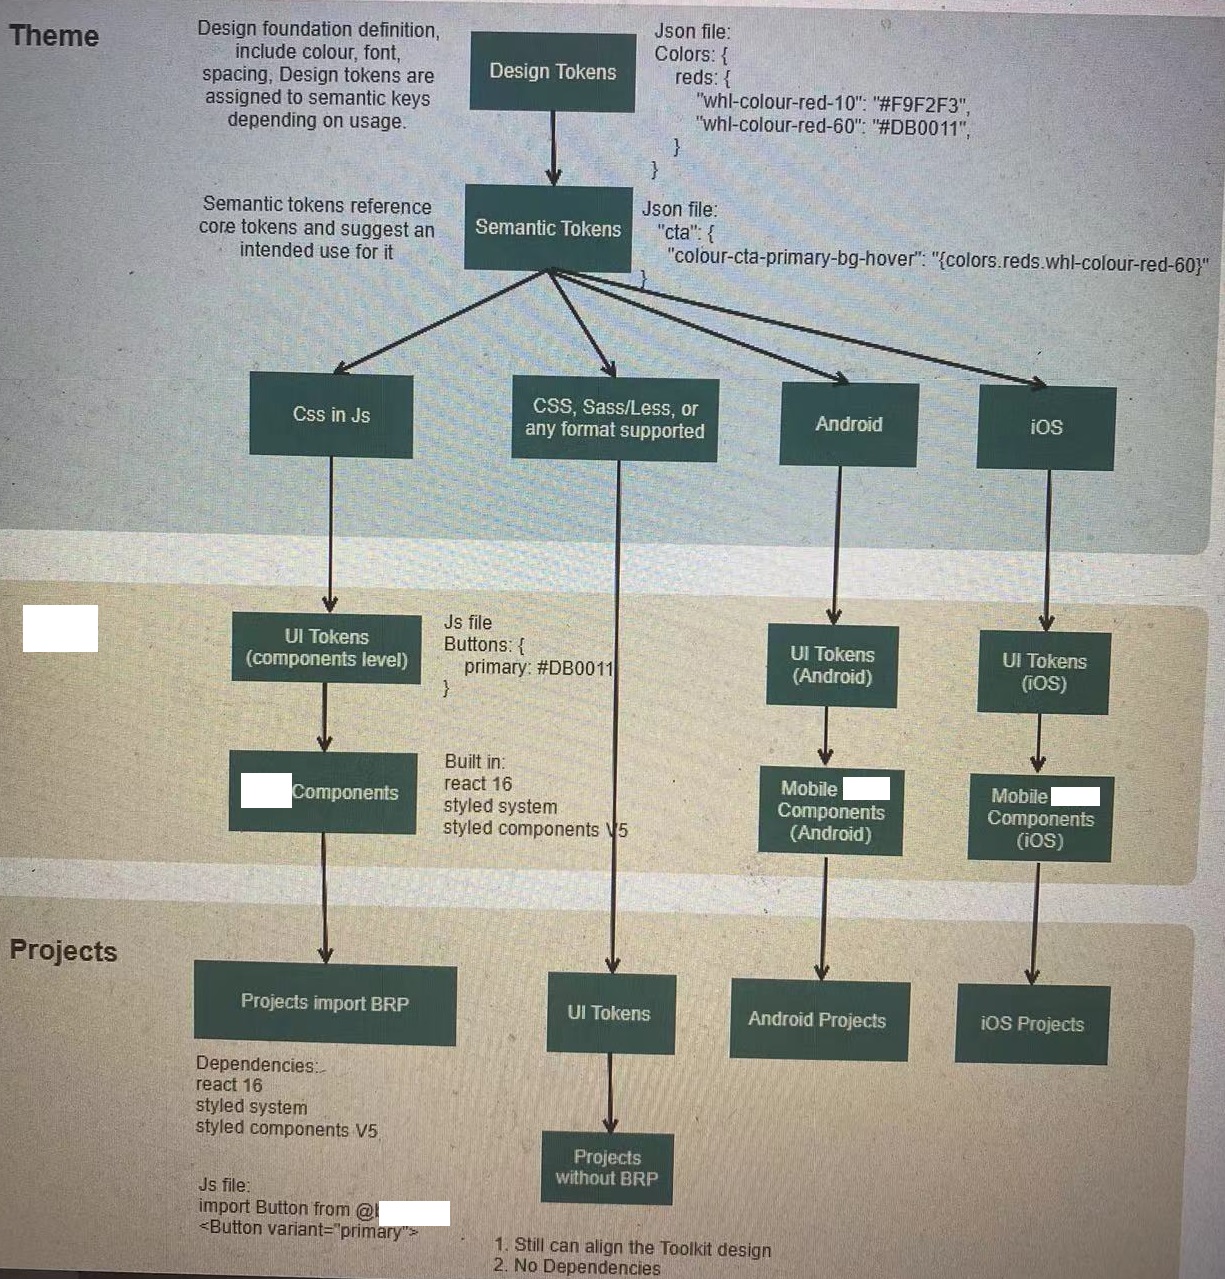 Theme
Design foundation definition,
include colour, font,
spacing, Design tokens are
assigned to semantic keys
depending on usage.
Design Tokens
Json file:
Colors: {
reds: {
"whl-colour-red-10": "#F9F2F3",
"whl-colour-red-60": "#DB0011",
}
}
Semantic tokens reference
core tokens and suggest an
intended use for it
Semantic Tokens
Json file:
"cta": {
"colour-cta-primary-bg-hover": "{colors.reds.whl-colour-red-60}"
}
Css in Js
CSS, Sass/Less, or
any format supported
Android
iOS
UI Tokens
(components level)
Js file
Buttons: {
primary: #DB0011
}
UI Tokens
(Android)
UI Tokens
(iOS)
Components
Built in:
react 16
styled system
styled components V5
Mobile
Components
(Android)
Mobile
Components
(iOS)
Projects
Projects import BRP
UI Tokens
Android Projects
iOS Projects
Dependencies:
react 16
styled system
styled components V5
Projects
without BRP
Js file:
import Button from @
<Button variant="primary">
1. Still can align the Toolkit design
2. No Dependencies